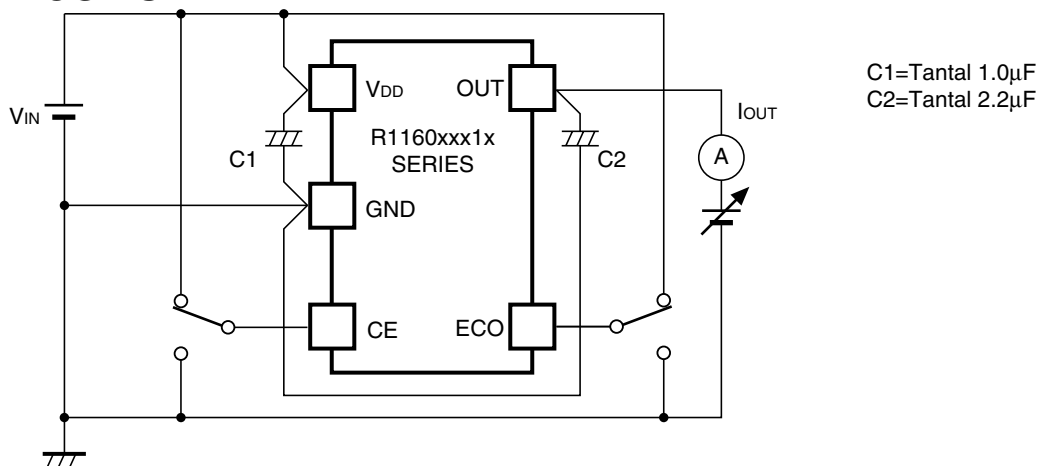 VIN
VDD
OUT
R1160xxx1x
SERIES
C1
C2
IOUT
A
GND
CE
ECO
C1=Tantal 1.0μF
C2=Tantal 2.2μF